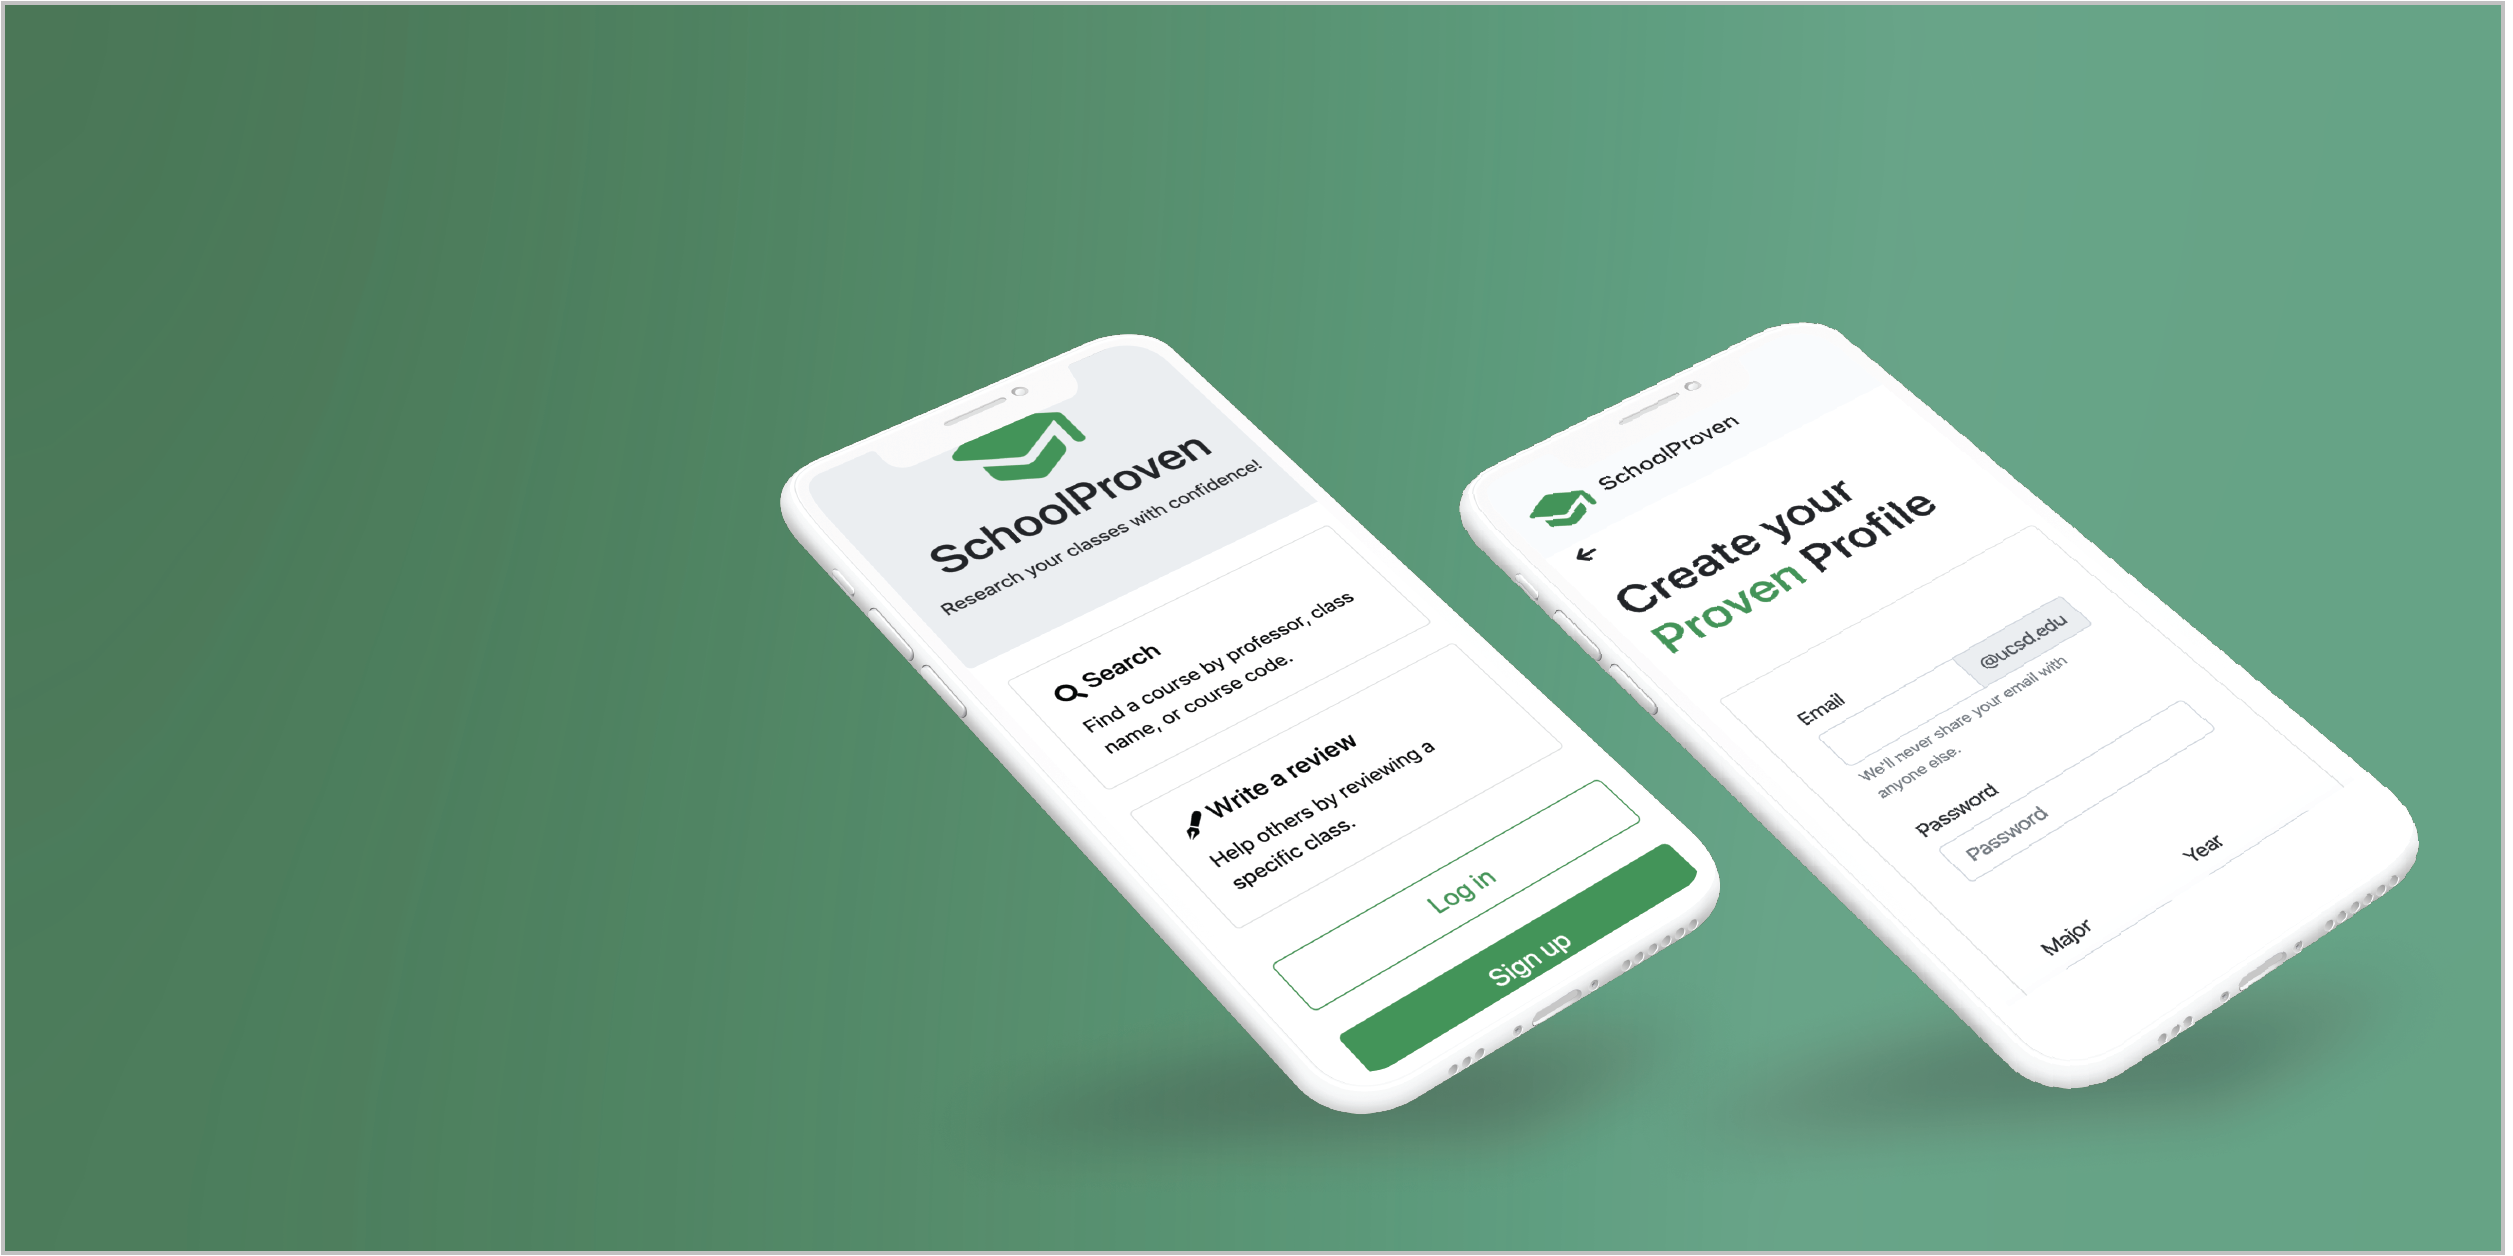 SchoolProven
Research your classes with confidence!
Search
Find a course by professor, class
name, or course code.
Write a review
Help others by reviewing a
specific class.
Log in
Sign up
SchoolProven
Create your
Proven Profile
Email
@ucsd.edu
We'll never share your email with
anyone else.
Password
Password
Major
Year